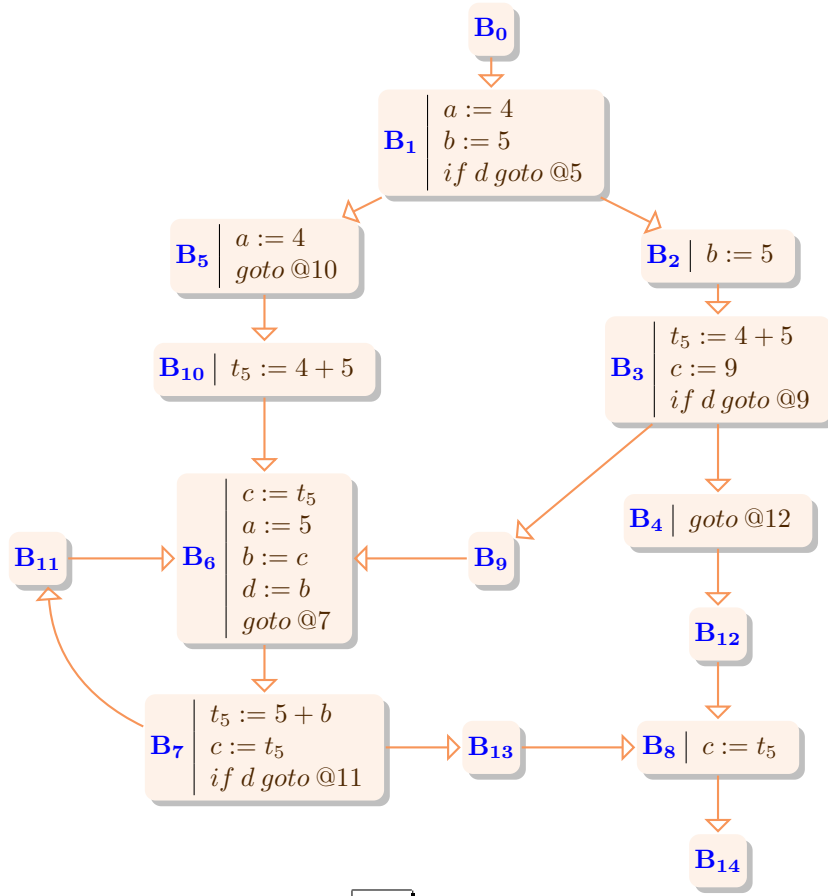 B₀
B₁
a := 4
b := 5
if d goto @5
B₅
a := 4
goto @10
B₂
b := 5
B₁₀
t₅ := 4 + 5
B₃
t₅ := 4 + 5
c := 9
if d goto @9
B₆
c := t₅
a := 5
b := c
d := b
goto @7
B₄
goto @12
B₁₁
B₉
B₁₂
B₇
t₅ := 5 + b
c := t₅
if d goto @11
B₁₃
B₈
c := t₅
B₁₄